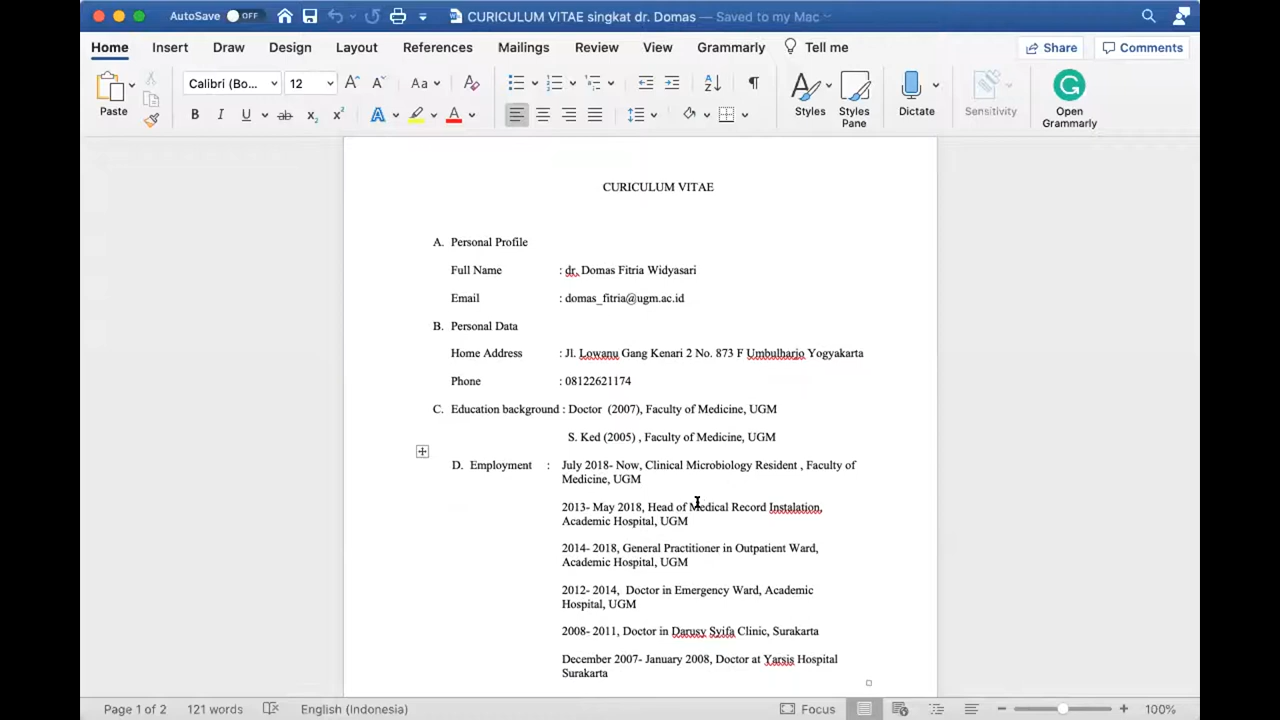 AutoSave OFF CURICULUM VITAE singkat dr. Domas — Saved to my Mac
Home Insert Draw Design Layout References Mailings Review View Grammarly Tell me Share Comments
Calibri (Bo... 12
Paste Styles Styles Pane Dictate Sensitivity Open Grammarly
CURICULUM VITAE
A. Personal Profile
Full Name : dr. Domas Fitria Widyasari
Email : domas_fitria@ugm.ac.id
B. Personal Data
Home Address : Jl. Lowanu Gang Kenari 2 No. 873 F Umbulharjo Yogyakarta
Phone : 08122621174
C. Education background : Doctor (2007), Faculty of Medicine, UGM
S. Ked (2005) , Faculty of Medicine, UGM
D. Employment : July 2018- Now, Clinical Microbiology Resident , Faculty of
Medicine, UGM
2013- May 2018, Head of Medical Record Instalation,
Academic Hospital, UGM
2014- 2018, General Practitioner in Outpatient Ward,
Academic Hospital, UGM
2012- 2014, Doctor in Emergency Ward, Academic
Hospital, UGM
2008- 2011, Doctor in Darusy Syifa Clinic, Surakarta
December 2007- January 2008, Doctor at Yarsis Hospital
Surakarta
Page 1 of 2 121 words English (Indonesia) Focus 100%